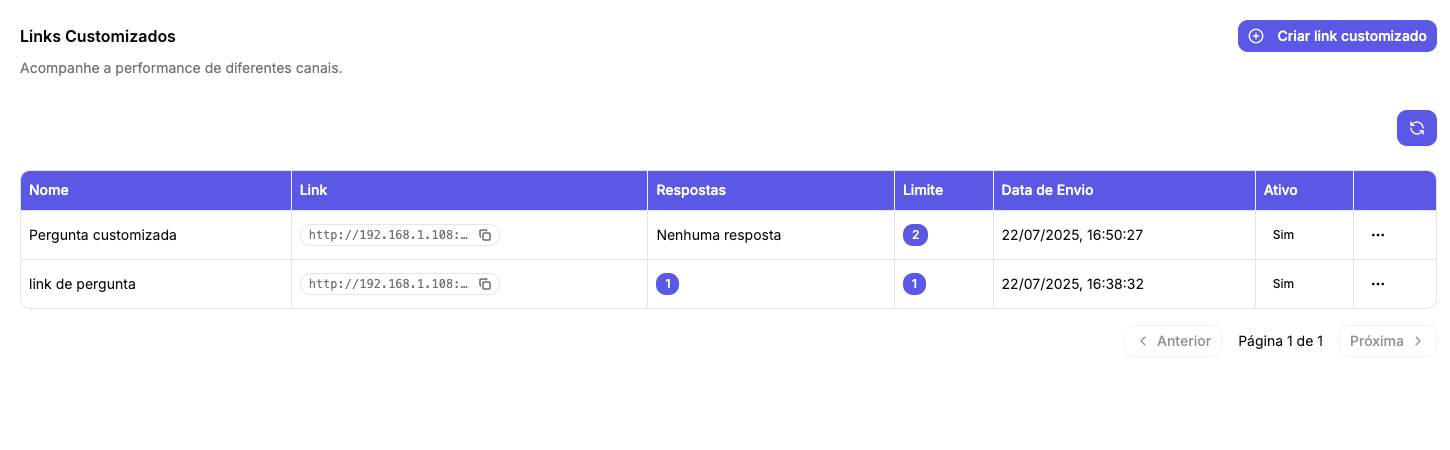 Links Customizados
Criar link customizado
Acompanhe a performance de diferentes canais.
Nome Link Respostas Limite Data de Envio Ativo
Pergunta customizada http://192.168.1.108:… Nenhuma resposta 2 22/07/2025, 16:50:27 Sim
link de pergunta http://192.168.1.108:… 1 1 22/07/2025, 16:38:32 Sim
Anterior Página 1 de 1 Próxima